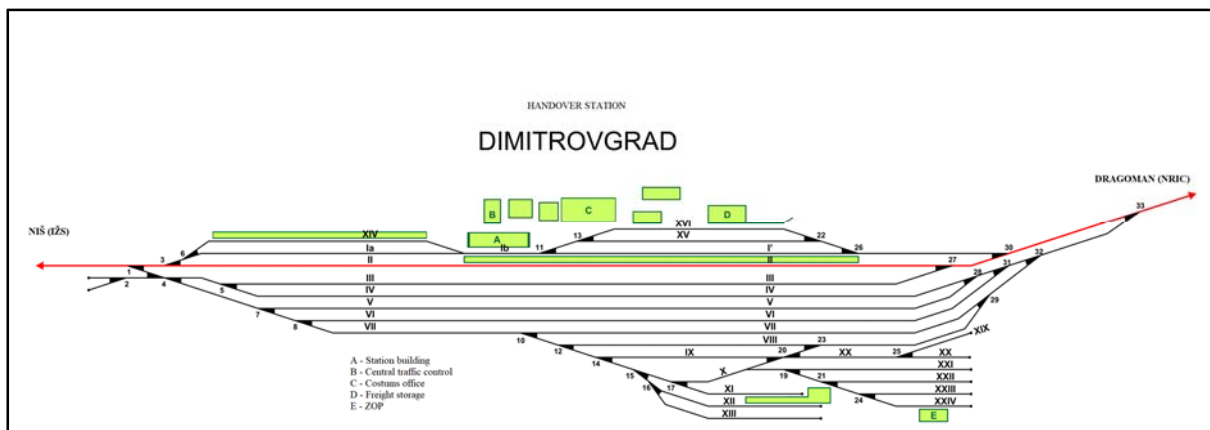 HANDOVER STATION
DIMITROVGRAD
DRAGOMAN (NRIC)
NIŠ (IŽS)
B
C
D
A
33
XVI
XIV
XV
13
22
6
Ia
Ib
11
I'
26
30
3
II
II
27
32
1
31
2
4
III
III
28
5
IV
IV
29
V
V
7
VI
VI
8
VII
VII
10
VIII
23
XIX
12
14
IX
20
XX
25
XX
15
X
XXI
16
17
19
21
XXII
XI
24
XXIII
XII
XXIV
XIII
E
A - Station building
B - Central traffic control
C - Costums office
D - Freight storage
E - ZOP